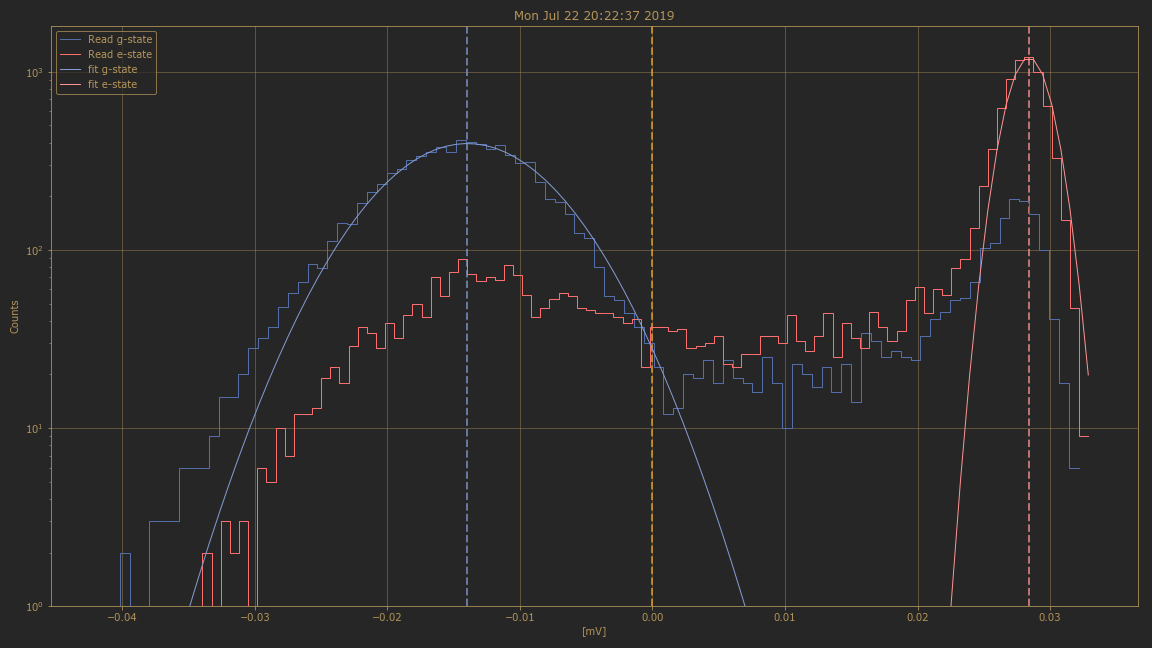 Mon Jul 22 20:22:37 2019
Read g-state
Read e-state
fit g-state
fit e-state
10³
10²
10¹
10⁰
Counts
−0.04 −0.03 −0.02 −0.01 0.00 0.01 0.02 0.03
[mV]